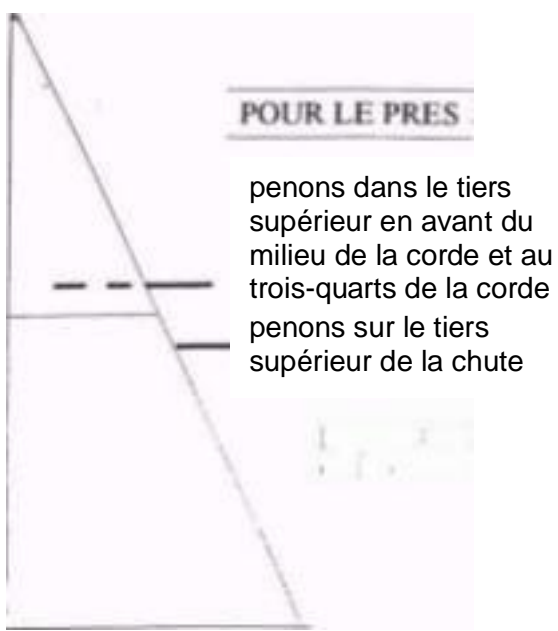 POUR LE PRES
penons dans le tiers
supérieur en avant du
milieu de la corde et au
trois-quarts de la corde
penons sur le tiers
supérieur de la chute